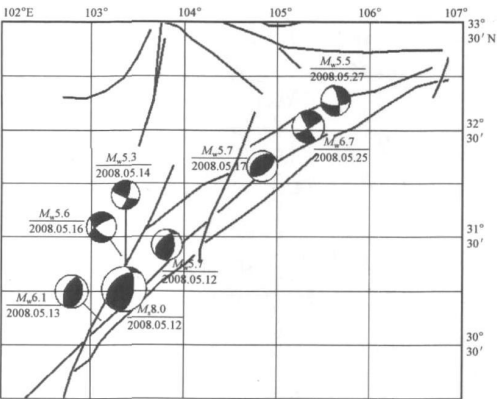 102°E 103° 104° 105° 106° 107°
33°
30′ N
Mw5.5
2008.05.27
32°
30′
Mw5.7
2008.05.17
Mw6.7
2008.05.25
Mw5.3
2008.05.14
Mw5.6
2008.05.16
31°
30′
Mw5.7
2008.05.12
Mw6.1
2008.05.13
Ms8.0
2008.05.12
30°
30′